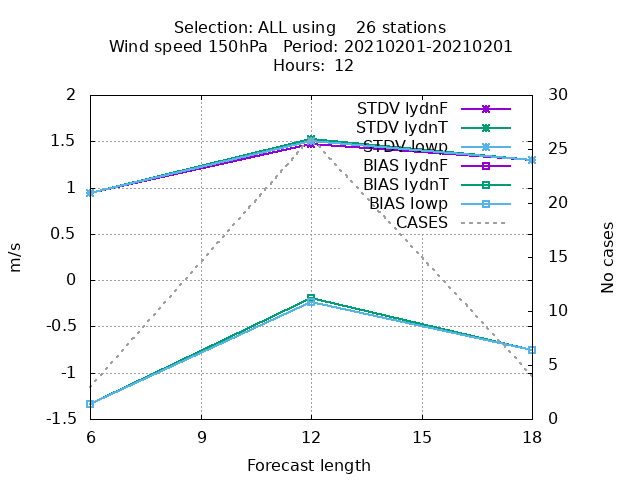 Selection: ALL using    26 stations
Wind speed 150hPa   Period: 20210201-20210201
Hours: 12
2
1.5
1
0.5
0
-0.5
-1
-1.5
m/s
STDV lydnF
STDV lydnT
STDV lowp
BIAS lydnF
BIAS lydnT
BIAS lowp
CASES
30
25
20
15
10
5
0
No cases
6 9 12 15 18
Forecast length